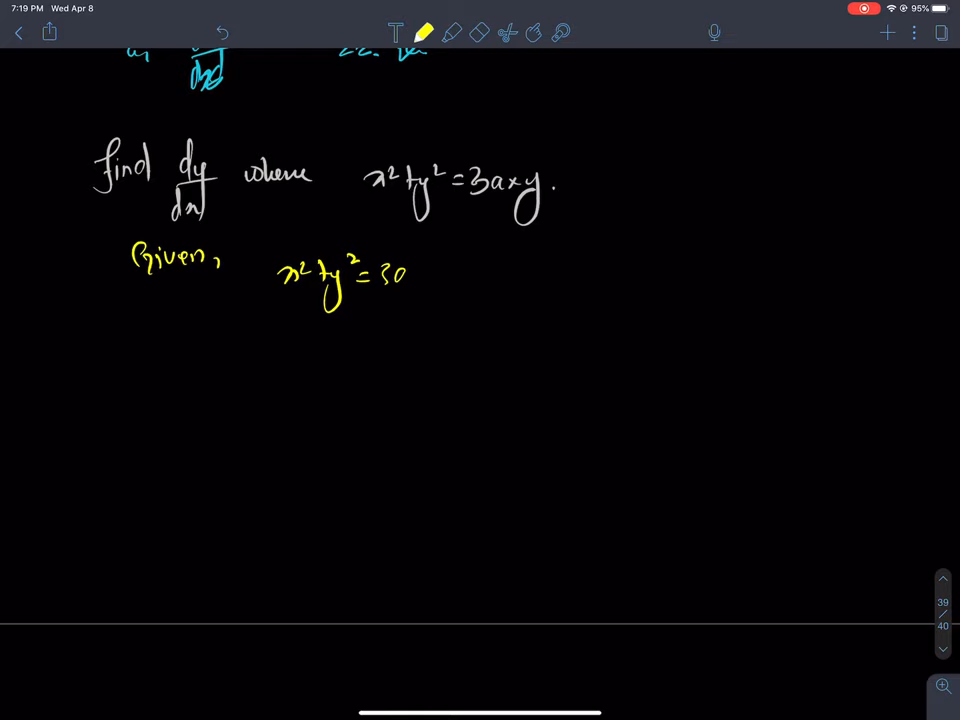 7:19 PM Wed Apr 8
95%
T
find dy/dx where x² + y² = 3axy.
Given, x² + y² = 30
39
/
40